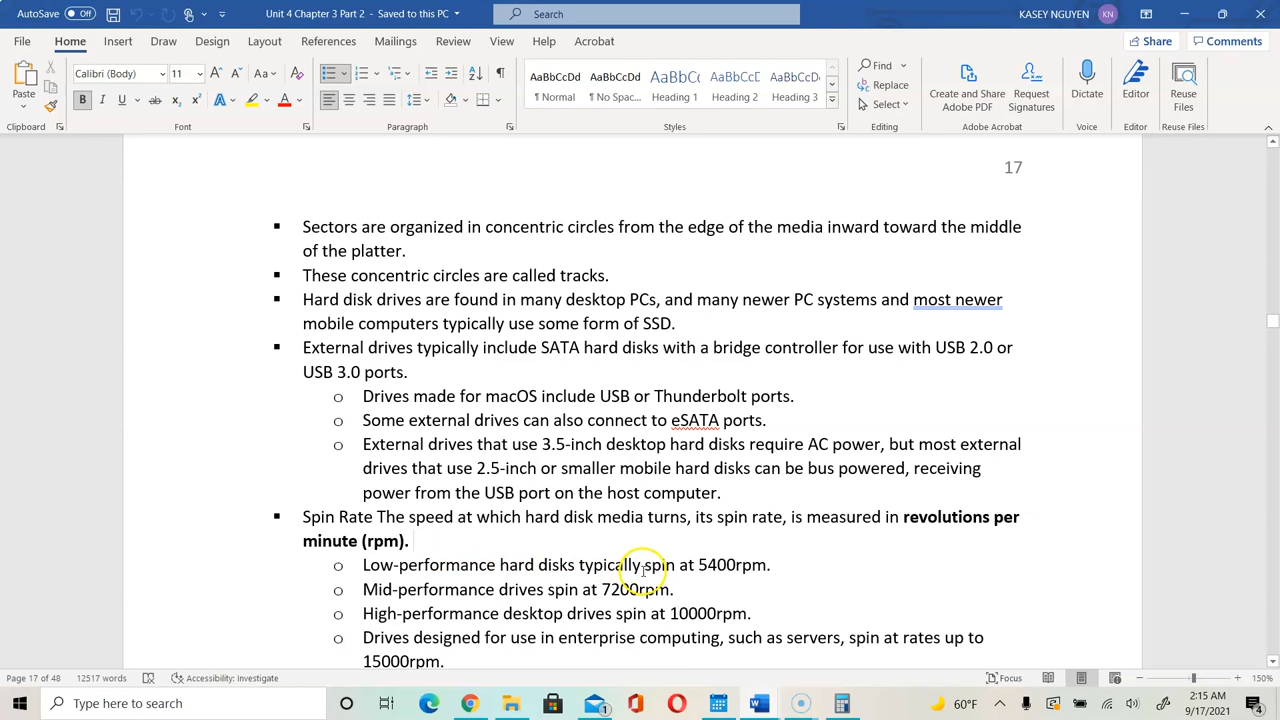 AutoSave Off Unit 4 Chapter 3 Part 2 - Saved to this PC Search KASEY NGUYEN KN
File Home Insert Draw Design Layout References Mailings Review View Help Acrobat Share Comments
Calibri (Body) 11 Aa AaBbCcDd AaBbCcDd AaBbCc AaBbCcD AaBbCcD Find
Paste B I U ab x₂ x² A A ¶ Normal ¶ No Spac... Heading 1 Heading 2 Heading 3 Replace Select Create and Share Adobe PDF Request Signatures Dictate Editor Reuse Files
Clipboard Font Paragraph Styles Editing Adobe Acrobat Voice Editor Reuse Files
17
▪ Sectors are organized in concentric circles from the edge of the media inward toward the middle
of the platter.
▪ These concentric circles are called tracks.
▪ Hard disk drives are found in many desktop PCs, and many newer PC systems and most newer
mobile computers typically use some form of SSD.
▪ External drives typically include SATA hard disks with a bridge controller for use with USB 2.0 or
USB 3.0 ports.
o Drives made for macOS include USB or Thunderbolt ports.
o Some external drives can also connect to eSATA ports.
o External drives that use 3.5-inch desktop hard disks require AC power, but most external
drives that use 2.5-inch or smaller mobile hard disks can be bus powered, receiving
power from the USB port on the host computer.
▪ Spin Rate The speed at which hard disk media turns, its spin rate, is measured in revolutions per
minute (rpm).
o Low-performance hard disks typically spin at 5400rpm.
o Mid-performance drives spin at 7200rpm.
o High-performance desktop drives spin at 10000rpm.
o Drives designed for use in enterprise computing, such as servers, spin at rates up to
15000rpm.
Page 17 of 48 12517 words Accessibility: Investigate Focus 150%
Type here to search 1 60°F 2:15 AM
9/17/2021 4